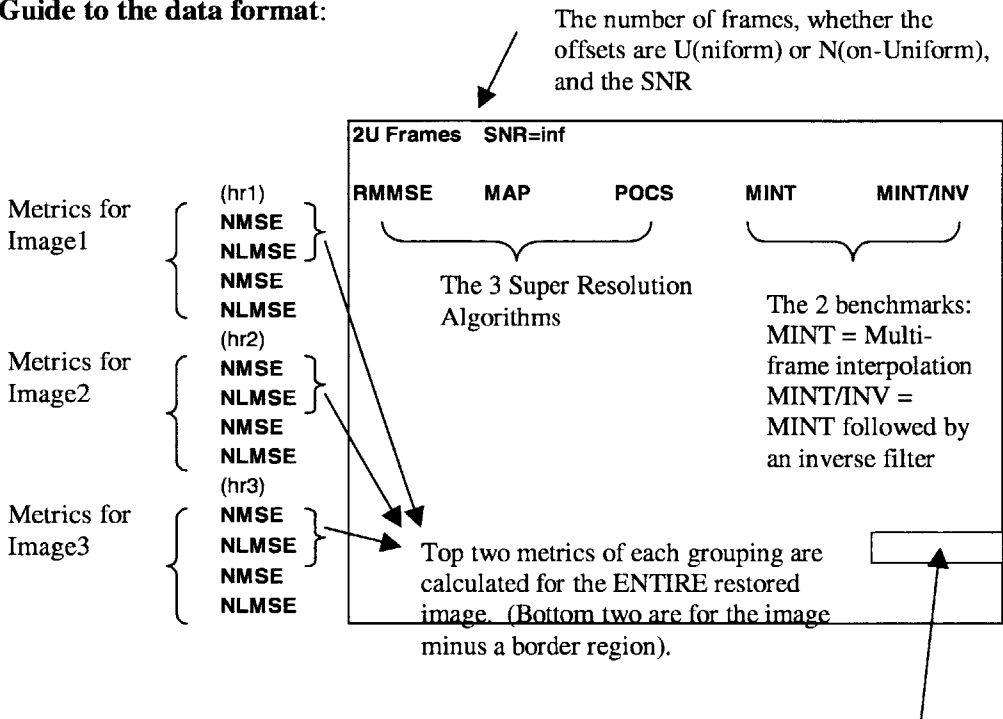 Guide to the data format:
The number of frames, whether the
offsets are U(niform) or N(on-Uniform),
and the SNR
2U Frames SNR=inf
RMMSE MAP POCS MINT MINT/INV
Metrics for
Image1
(hr1)
NMSE
NLMSE
NMSE
NLMSE
The 3 Super Resolution
Algorithms
The 2 benchmarks:
MINT = Multi-
frame interpolation
MINT/INV =
MINT followed by
an inverse filter
Metrics for
Image2
(hr2)
NMSE
NLMSE
NMSE
NLMSE
Metrics for
Image3
(hr3)
NMSE
NLMSE
NMSE
NLMSE
Top two metrics of each grouping are
calculated for the ENTIRE restored
image. (Bottom two are for the image
minus a border region).